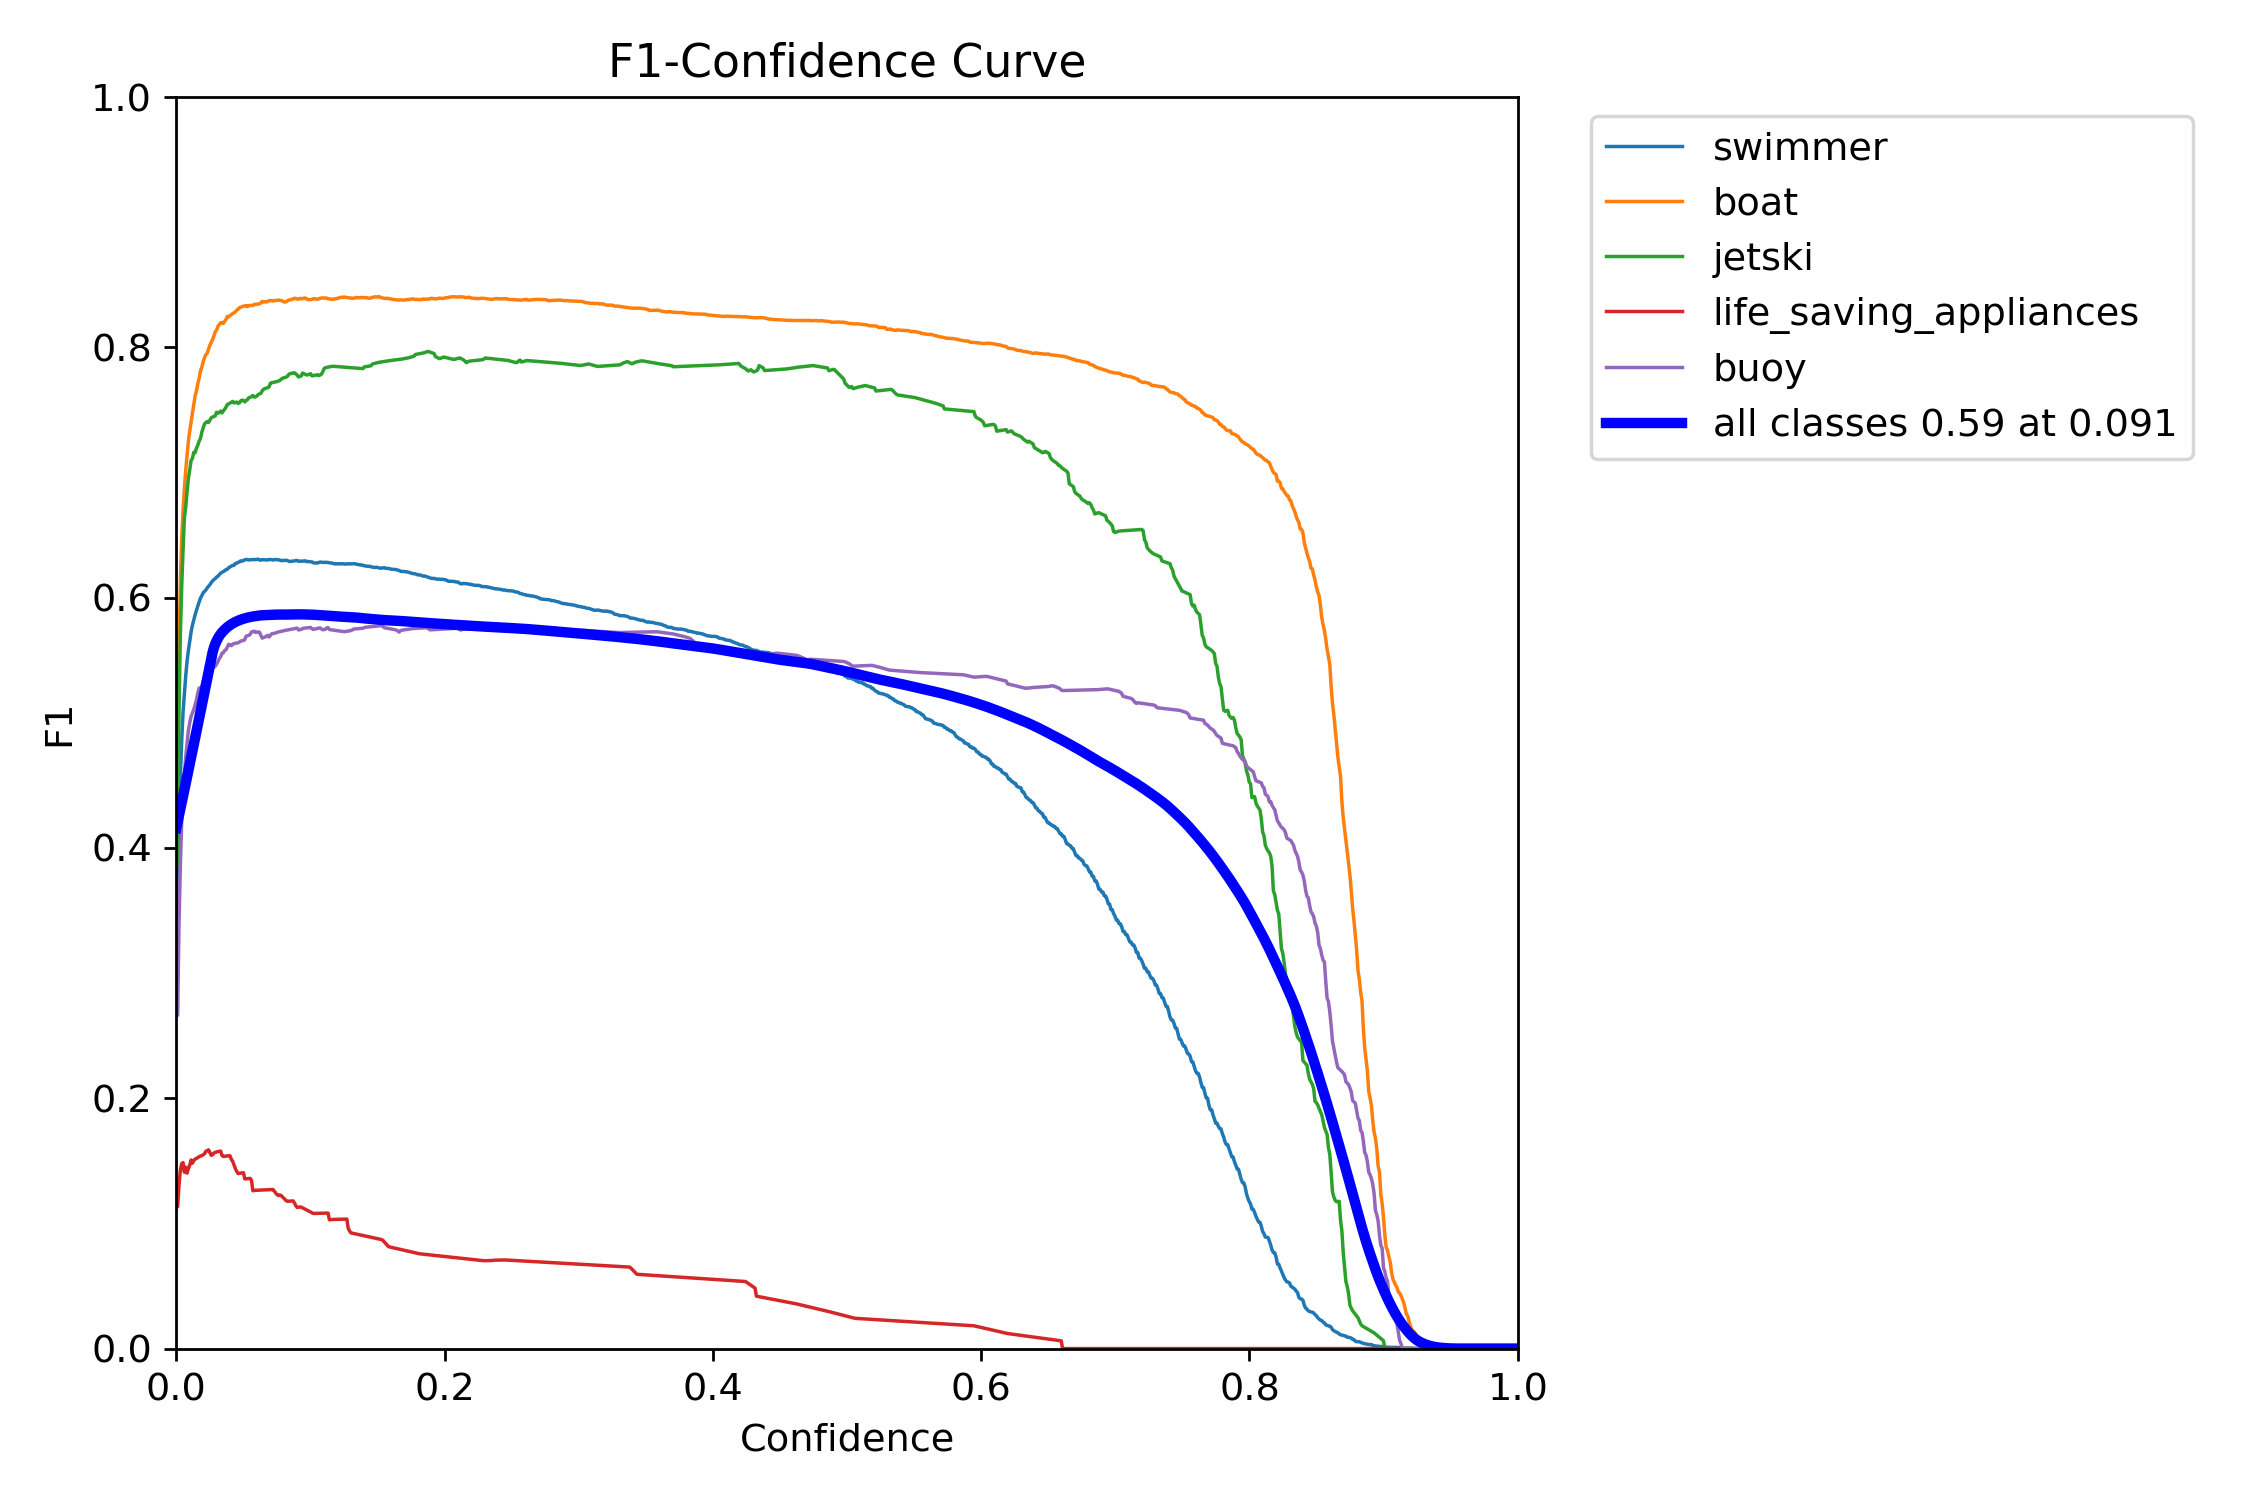 F1-Confidence Curve
1.0
0.8
0.6
0.4
0.2
0.0
F1
0.0 0.2 0.4 0.6 0.8 1.0
Confidence
swimmer
boat
jetski
life_saving_appliances
buoy
all classes 0.59 at 0.091